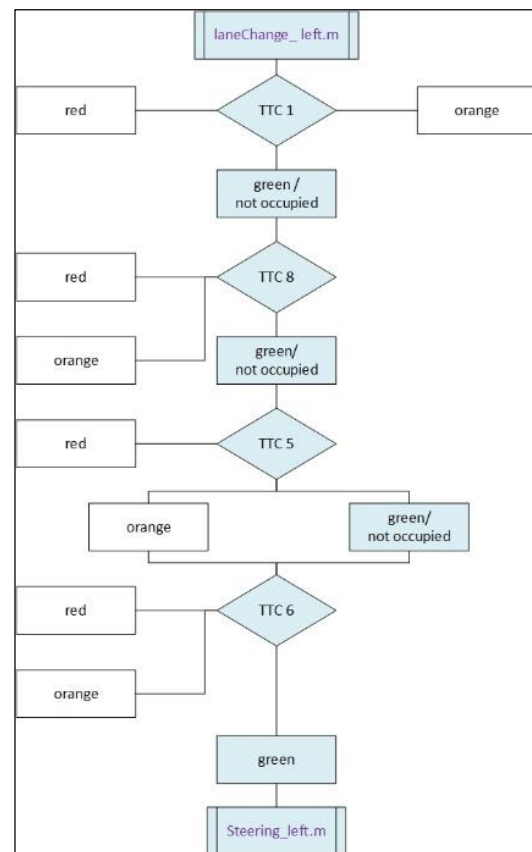 laneChange_ left.m
red
TTC 1
orange
green /
not occupied
red
TTC 8
orange
green/
not occupied
red
TTC 5
orange
green/
not occupied
red
TTC 6
orange
green
Steering_left.m